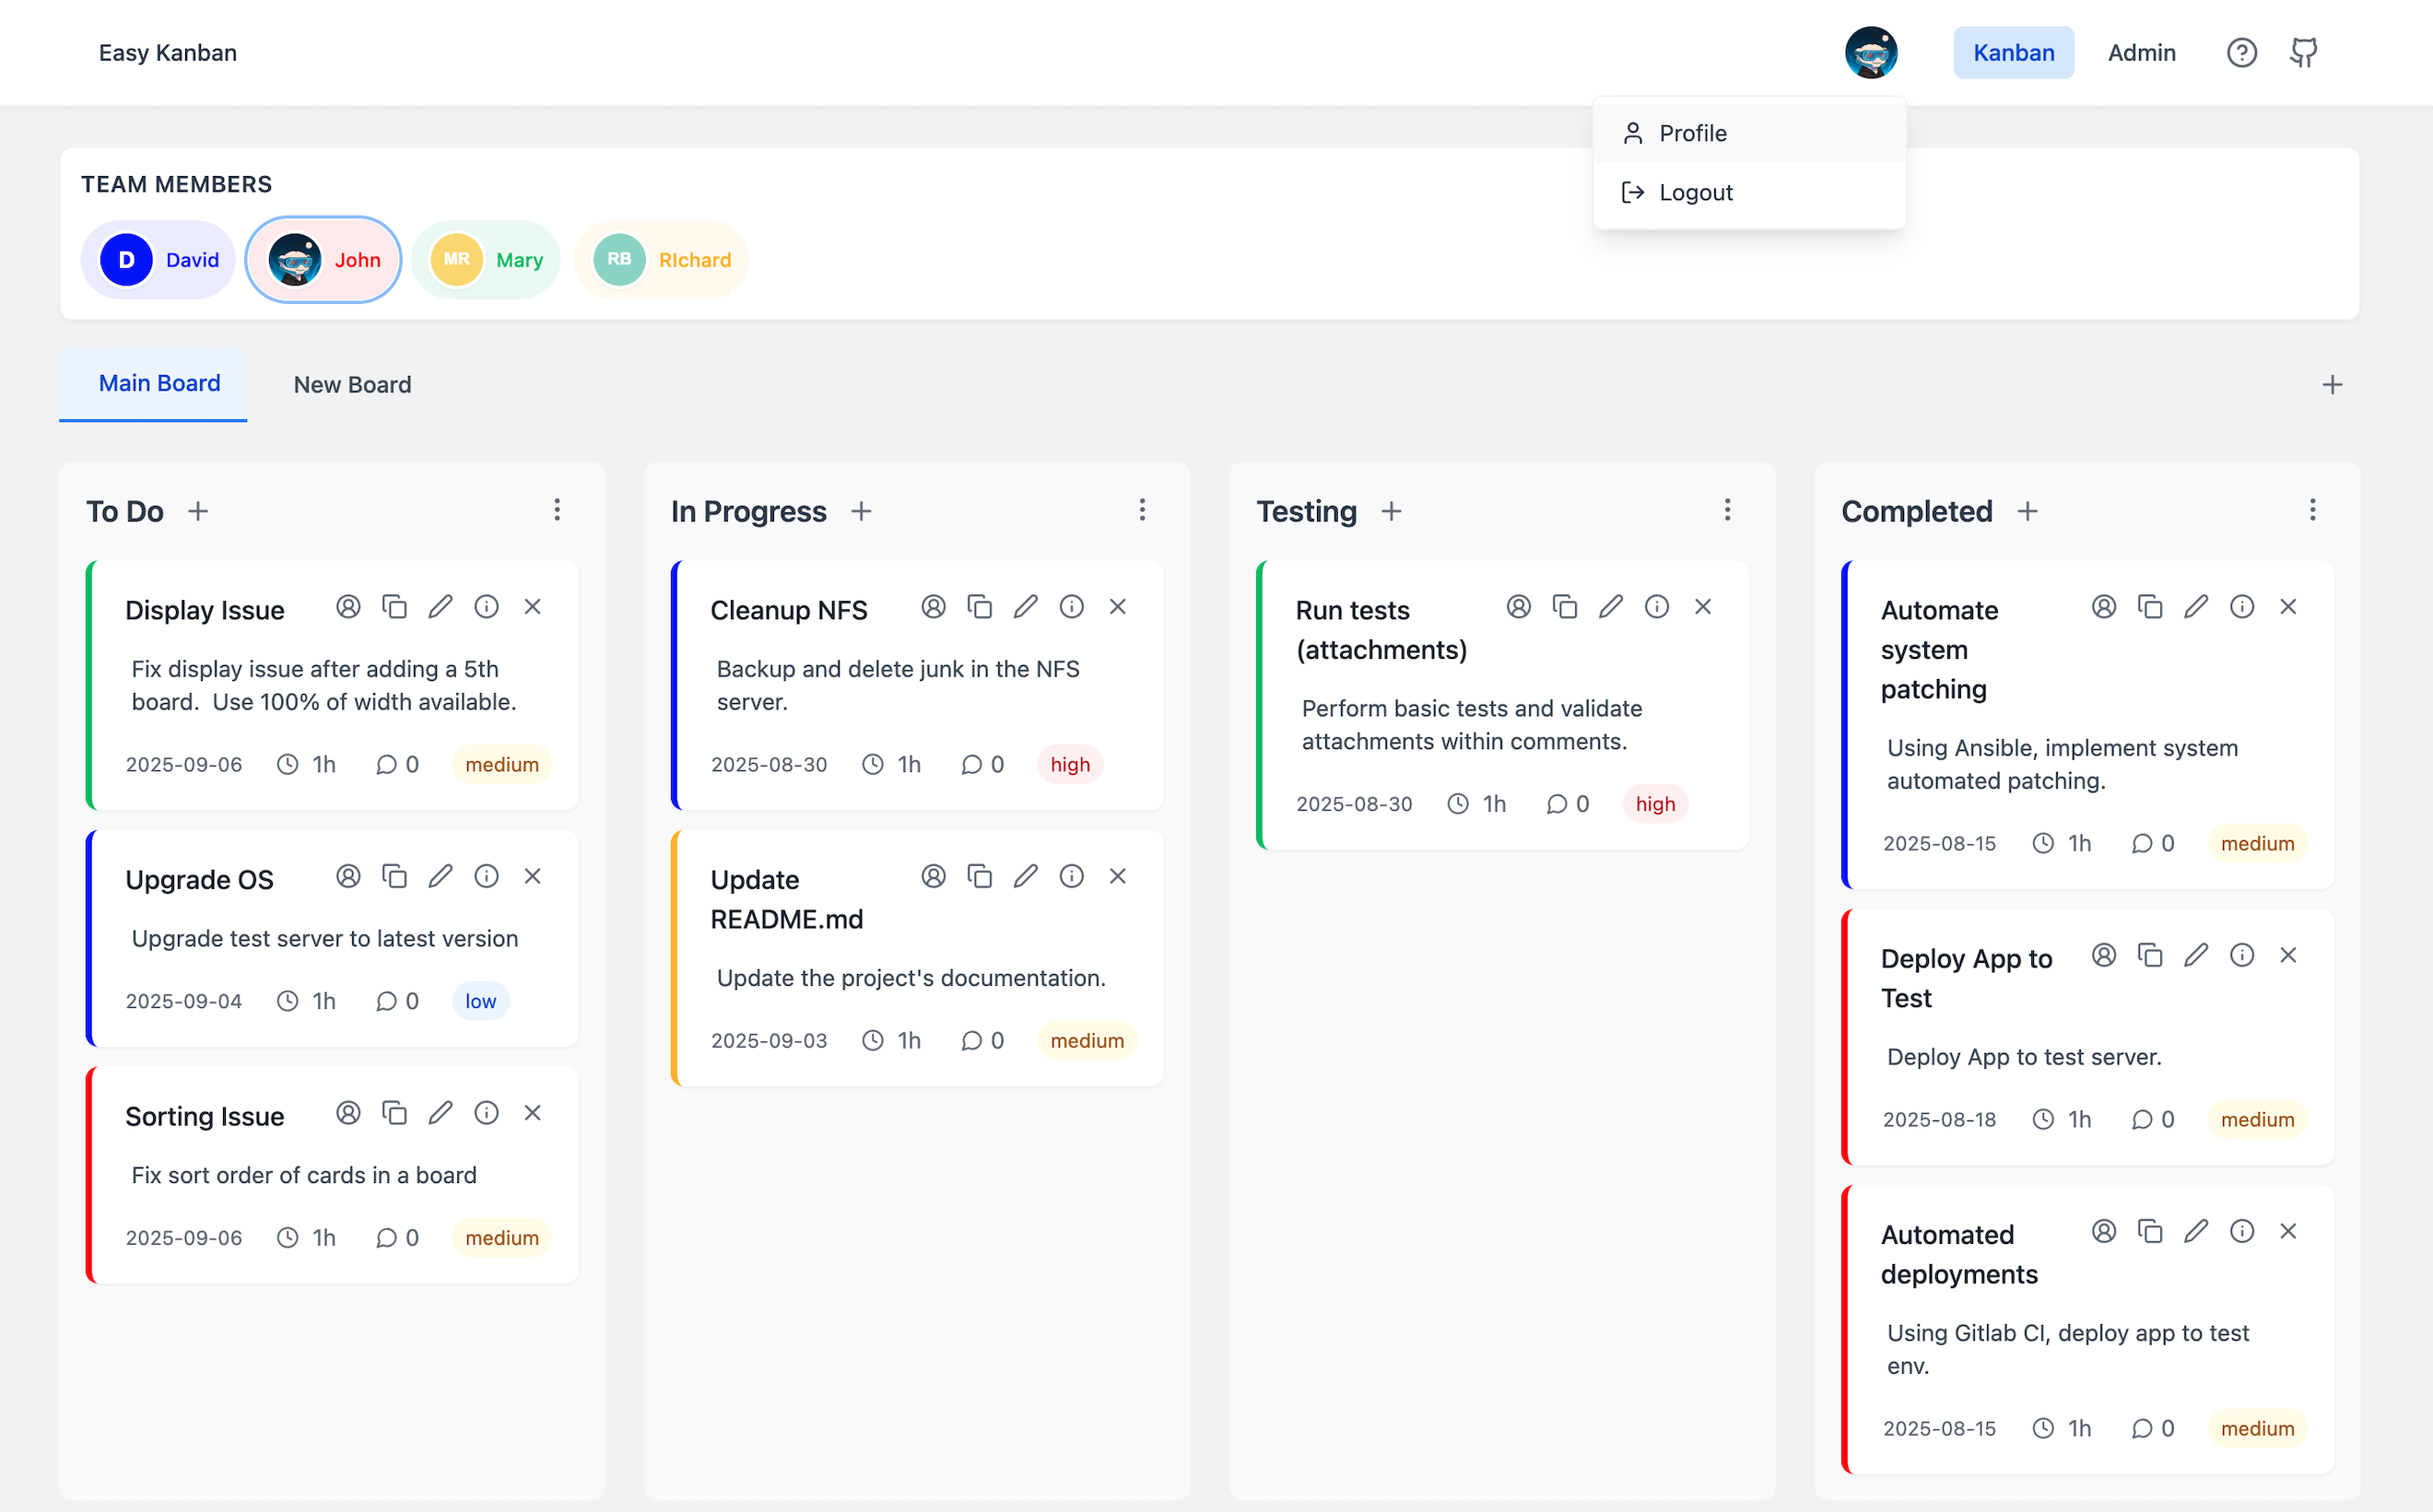 Easy Kanban
Kanban
Admin
Profile
Logout
TEAM MEMBERS
D David
John
MR Mary
RB RIchard
Main Board
New Board
To Do
Display Issue
Fix display issue after adding a 5th
board.  Use 100% of width available.
2025-09-06 1h 0 medium
Upgrade OS
Upgrade test server to latest version
2025-09-04 1h 0 low
Sorting Issue
Fix sort order of cards in a board
2025-09-06 1h 0 medium
In Progress
Cleanup NFS
Backup and delete junk in the NFS
server.
2025-08-30 1h 0 high
Update
README.md
Update the project's documentation.
2025-09-03 1h 0 medium
Testing
Run tests
(attachments)
Perform basic tests and validate
attachments within comments.
2025-08-30 1h 0 high
Completed
Automate
system
patching
Using Ansible, implement system
automated patching.
2025-08-15 1h 0 medium
Deploy App to
Test
Deploy App to test server.
2025-08-18 1h 0 medium
Automated
deployments
Using Gitlab CI, deploy app to test
env.
2025-08-15 1h 0 medium